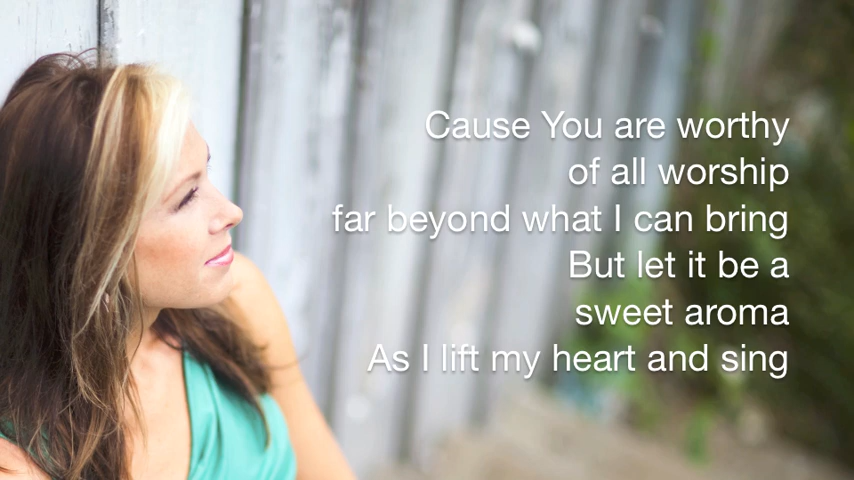 Cause You are worthy
of all worship
far beyond what I can bring
But let it be a
sweet aroma
As I lift my heart and sing